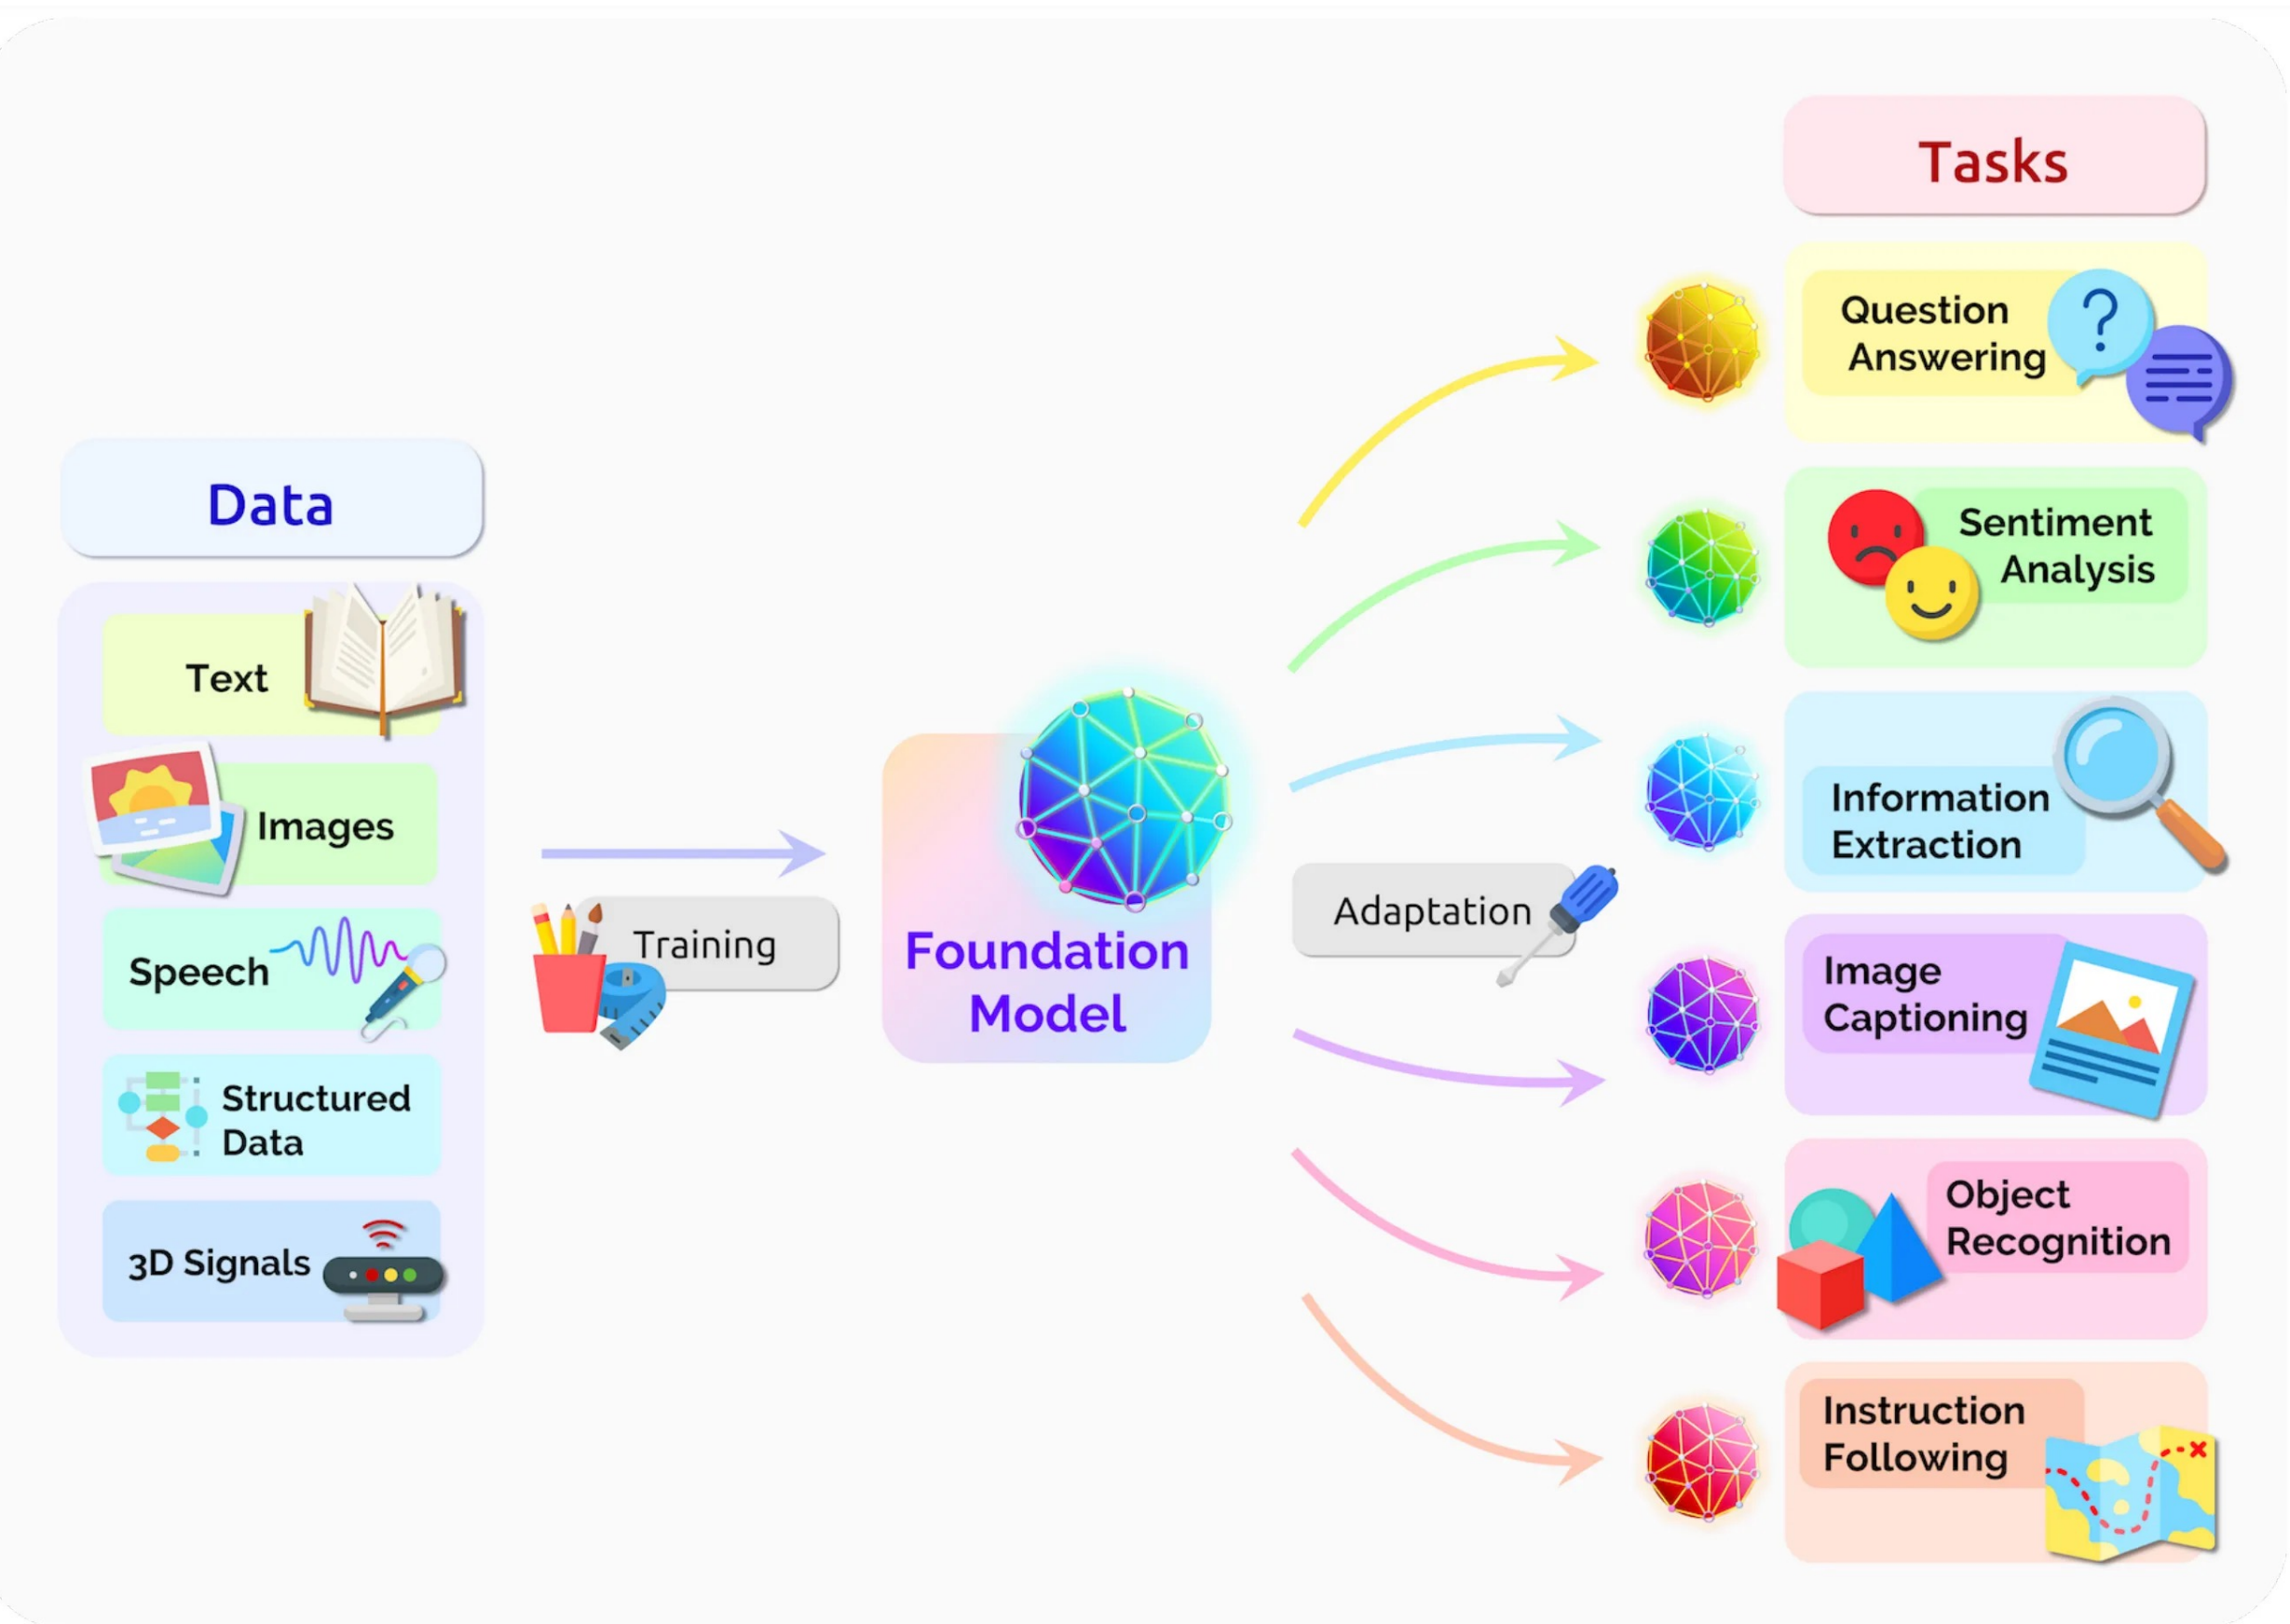 Data
Text
Images
Speech
Structured
Data
3D Signals
Training
Foundation
Model
Adaptation
Tasks
Question
Answering
?
Sentiment
Analysis
Information
Extraction
Image
Captioning
Object
Recognition
Instruction
Following